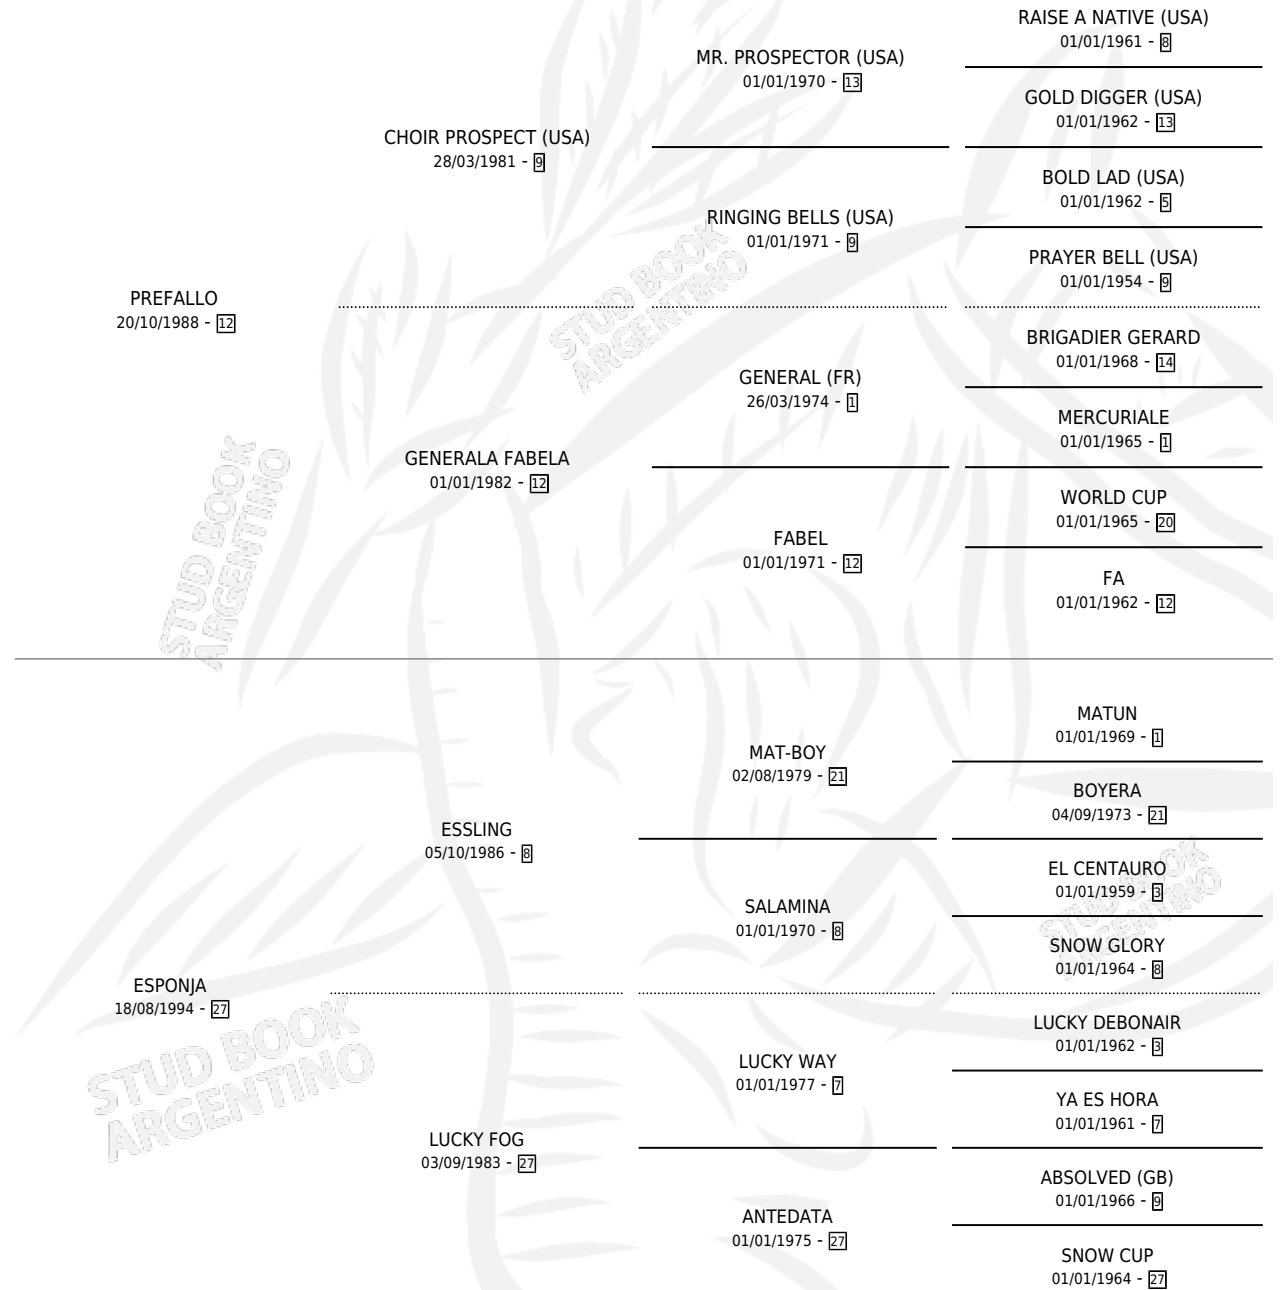 RAISE A NATIVE (USA)
01/01/1961 - 8
MR. PROSPECTOR (USA)
01/01/1970 - 13
GOLD DIGGER (USA)
01/01/1962 - 13
CHOIR PROSPECT (USA)
28/03/1981 - 9
BOLD LAD (USA)
01/01/1962 - 5
RINGING BELLS (USA)
01/01/1971 - 9
PRAYER BELL (USA)
01/01/1954 - 9
PREFALLO
20/10/1988 - 12
BRIGADIER GERARD
01/01/1968 - 14
GENERAL (FR)
26/03/1974 - 1
MERCURIALE
01/01/1965 - 1
GENERALA FABELA
01/01/1982 - 12
WORLD CUP
01/01/1965 - 20
FABEL
01/01/1971 - 12
FA
01/01/1962 - 12
MATUN
01/01/1969 - 1
MAT-BOY
02/08/1979 - 21
BOYERA
04/09/1973 - 21
ESSLING
05/10/1986 - 8
EL CENTAURO
01/01/1959 - 3
SALAMINA
01/01/1970 - 8
SNOW GLORY
01/01/1964 - 8
ESPONJA
18/08/1994 - 27
LUCKY DEBONAIR
01/01/1962 - 3
LUCKY WAY
01/01/1977 - 7
YA ES HORA
01/01/1961 - 7
LUCKY FOG
03/09/1983 - 27
ABSOLVED (GB)
01/01/1966 - 9
ANTEDATA
01/01/1975 - 27
SNOW CUP
01/01/1964 - 27
STUD BOOK
ARGENTINO
STUD BOOK
ARGENTINO
STUD BOOK
ARGENTINO
STUD BOOK
ARGENTINO